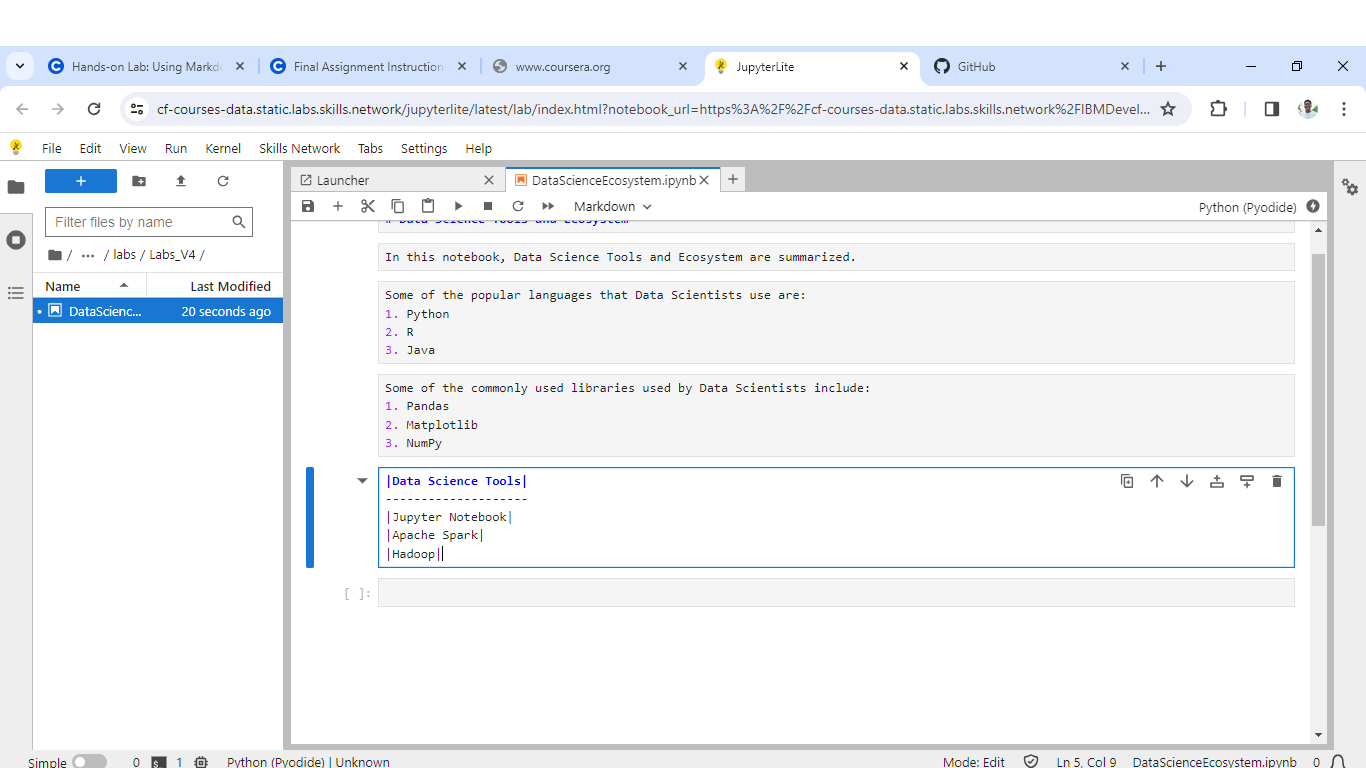 Hands-on Lab: Using Markd
Final Assignment Instruction
www.coursera.org
JupyterLite
GitHub
cf-courses-data.static.labs.skills.network/jupyterlite/latest/lab/index.html?notebook_url=https%3A%2F%2Fcf-courses-data.static.labs.skills.network%2FIBMDevel...
File Edit View Run Kernel Skills Network Tabs Settings Help
Launcher
DataScienceEcosystem.ipynb
Markdown
Python (Pyodide)
Filter files by name
/ ... / labs / Labs_V4 /
Name Last Modified
DataScienc... 20 seconds ago
# Data Science Tools and Ecosystem
In this notebook, Data Science Tools and Ecosystem are summarized.
Some of the popular languages that Data Scientists use are:
1. Python
2. R
3. Java
Some of the commonly used libraries used by Data Scientists include:
1. Pandas
2. Matplotlib
3. NumPy
|Data Science Tools|
--------------------
|Jupyter Notebook|
|Apache Spark|
|Hadoop|
[ ]:
Simple 0 1 Python (Pyodide) | Unknown Mode: Edit Ln 5, Col 9 DataScienceEcosystem.ipynb 0